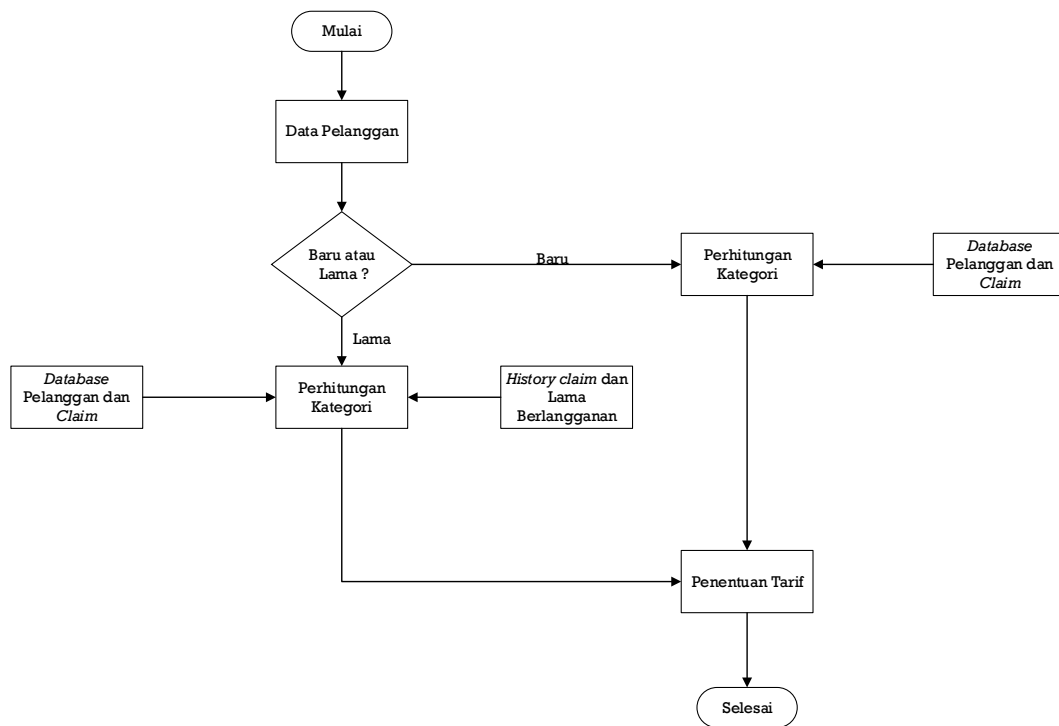 Mulai
Data Pelanggan
Baru atau
Lama ?
Baru
Perhitungan
Kategori
Database
Pelanggan dan
Claim
Lama
Database
Pelanggan dan
Claim
Perhitungan
Kategori
History claim dan
Lama
Berlangganan
Penentuan Tarif
Selesai